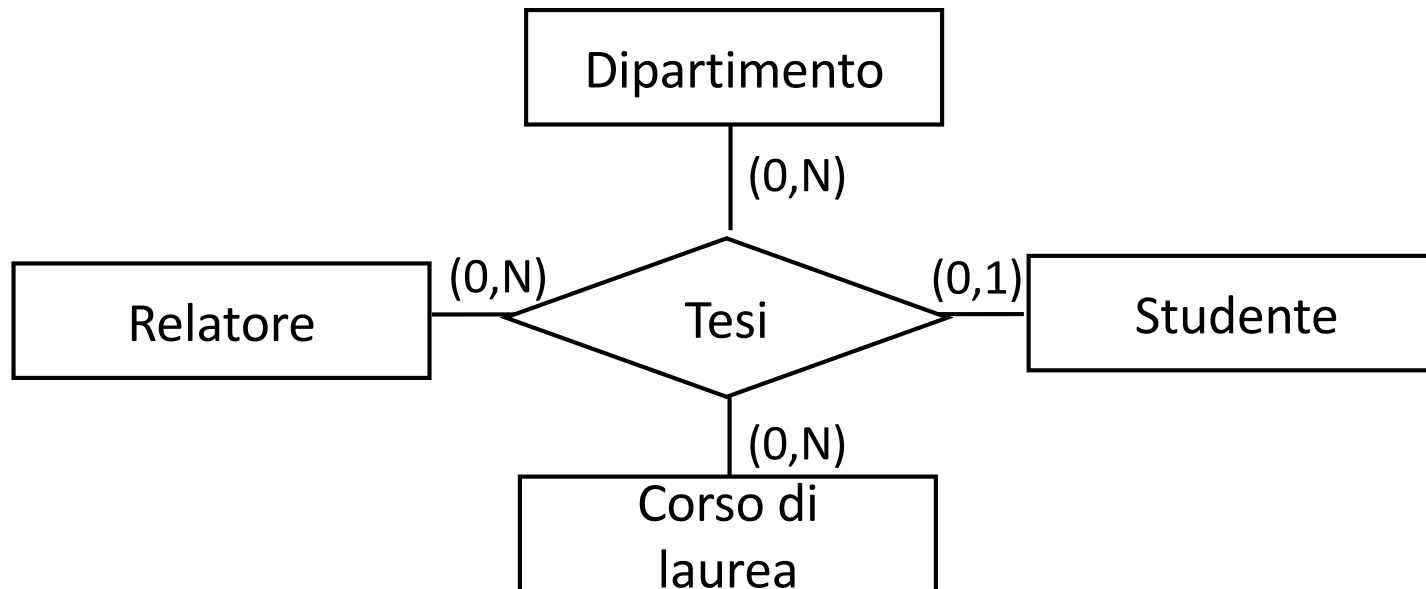 Dipartimento
(0,N)
(0,N)
(0,1)
Relatore
Tesi
Studente
(0,N)
Corso di
laurea